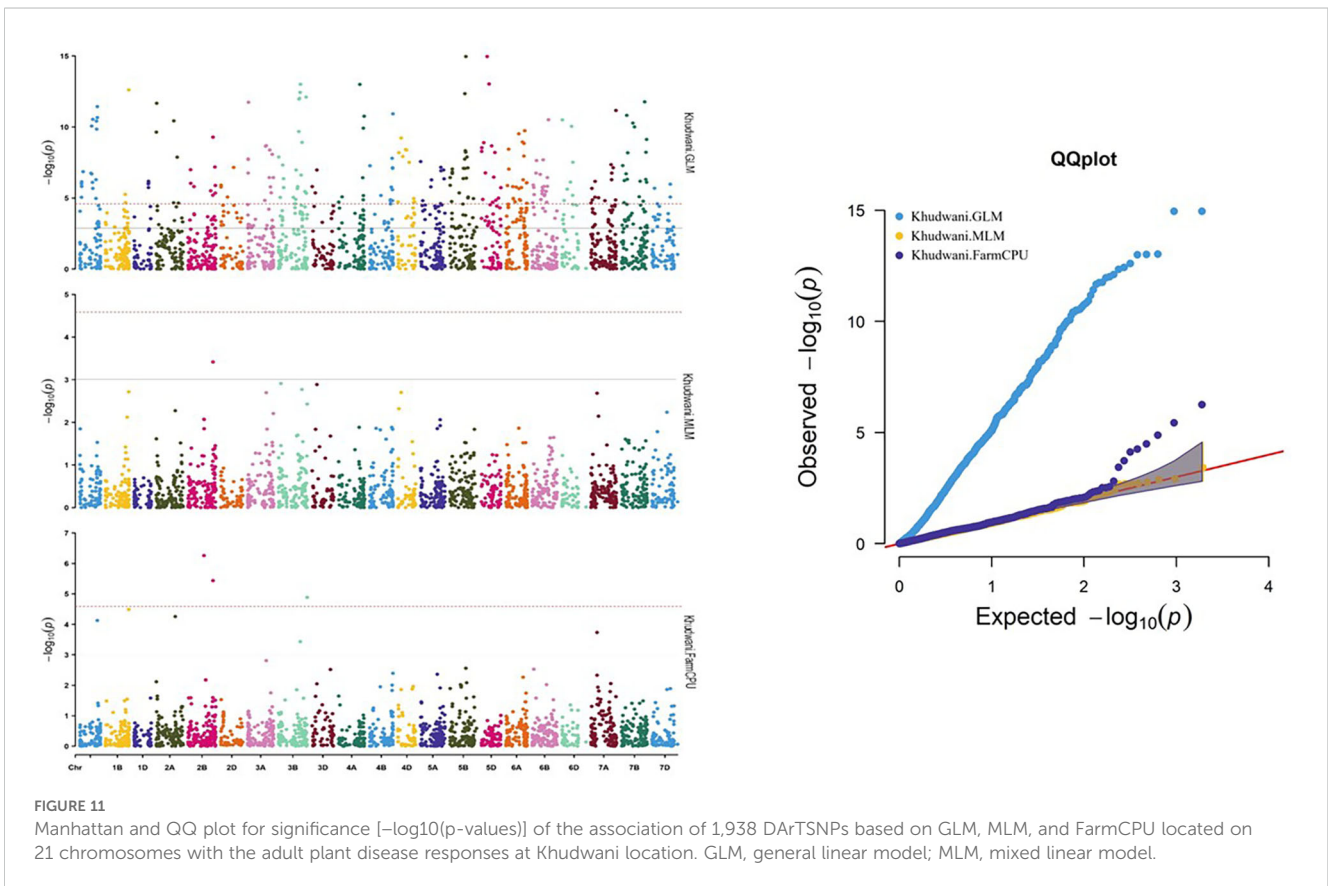 15
10
5
0
−log10(p)
Khudwani.GLM
5
4
3
2
1
0
−log10(p)
Khudwani.MLM
7
6
5
4
3
2
1
0
−log10(p)
Khudwani.FarmCPU
Chr 1B 1D 2A 2B 2D 3A 3B 3D 4A 4B 4D 5A 5B 5D 6A 6B 6D 7A 7B 7D
QQplot
Khudwani.GLM
Khudwani.MLM
Khudwani.FarmCPU
15
10
5
0
Observed −log10(p)
0 1 2 3 4
Expected −log10(p)
FIGURE 11
Manhattan and QQ plot for significance [–log10(p-values)] of the association of 1,938 DArTSNPs based on GLM, MLM, and FarmCPU located on
21 chromosomes with the adult plant disease responses at Khudwani location. GLM, general linear model; MLM, mixed linear model.